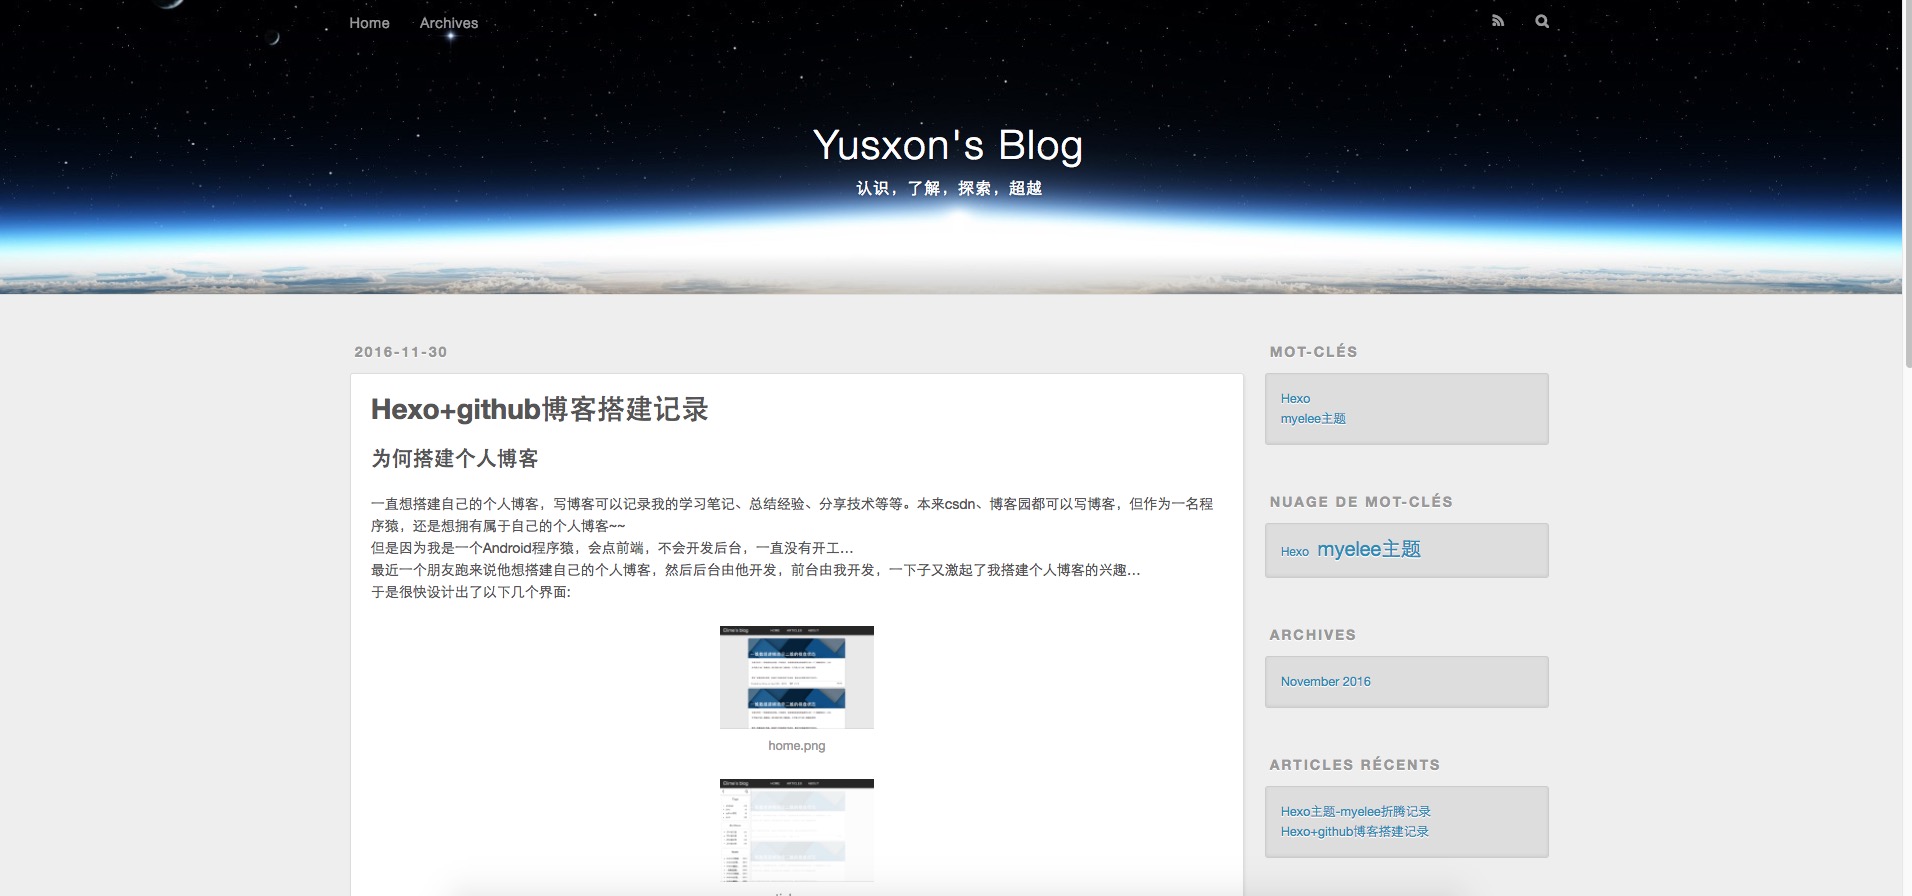 Home
Archives
Yusxon's Blog
认识，了解，探索，超越
2016-11-30
Hexo+github博客搭建记录
为何搭建个人博客
一直想搭建自己的个人博客，写博客可以记录我的学习笔记、总结经验、分享技术等等。本来csdn、博客园都可以写博客，但作为一名程
序猿，还是想拥有属于自己的个人博客~~
但是因为我是一个Android程序猿，会点前端，不会开发后台，一直没有开工…
最近一个朋友跑来说他想搭建自己的个人博客，然后后台由他开发，前台由我开发，一下子又激起了我搭建个人博客的兴趣…
于是很快设计出了以下几个界面:
HOME
ARTICLES
ABOUT
home.png
HOME
ARTICLES
ABOUT
MOT-CLÉS
Hexo
myelee主题
NUAGE DE MOT-CLÉS
Hexo myelee主题
ARCHIVES
November 2016
ARTICLES RÉCENTS
Hexo主题-myelee折腾记录
Hexo+github博客搭建记录